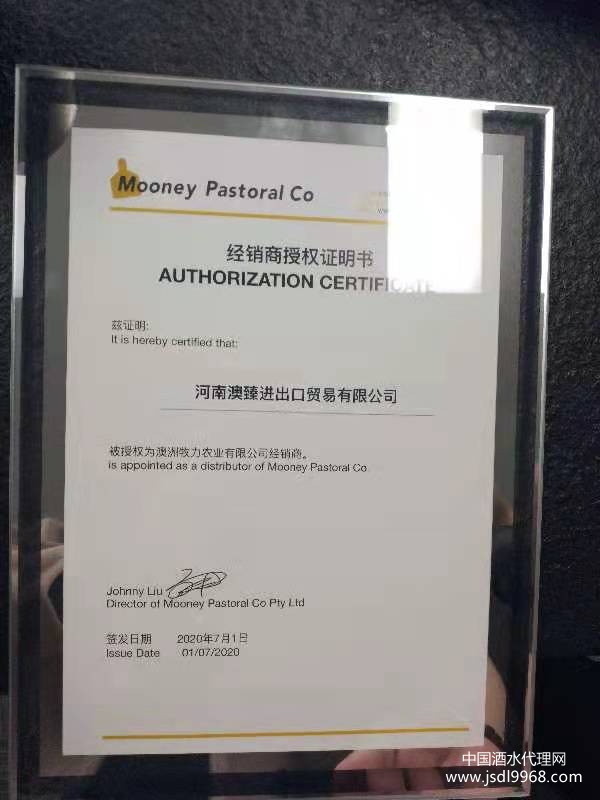 Mooney Pastoral Co
经销商授权证明书
AUTHORIZATION CERTIFICATE
兹证明:
It is hereby certified that:
河南澳臻进出口贸易有限公司
被授权为澳洲牧力农业有限公司经销商。
is appointed as a distributor of Mooney Pastoral Co
Johnny Liu
Director of Mooney Pastoral Co Pty Ltd
签发日期 2020年7月1日
Issue Date 01/07/2020
中国酒水代理网
www.jsdl9968.com